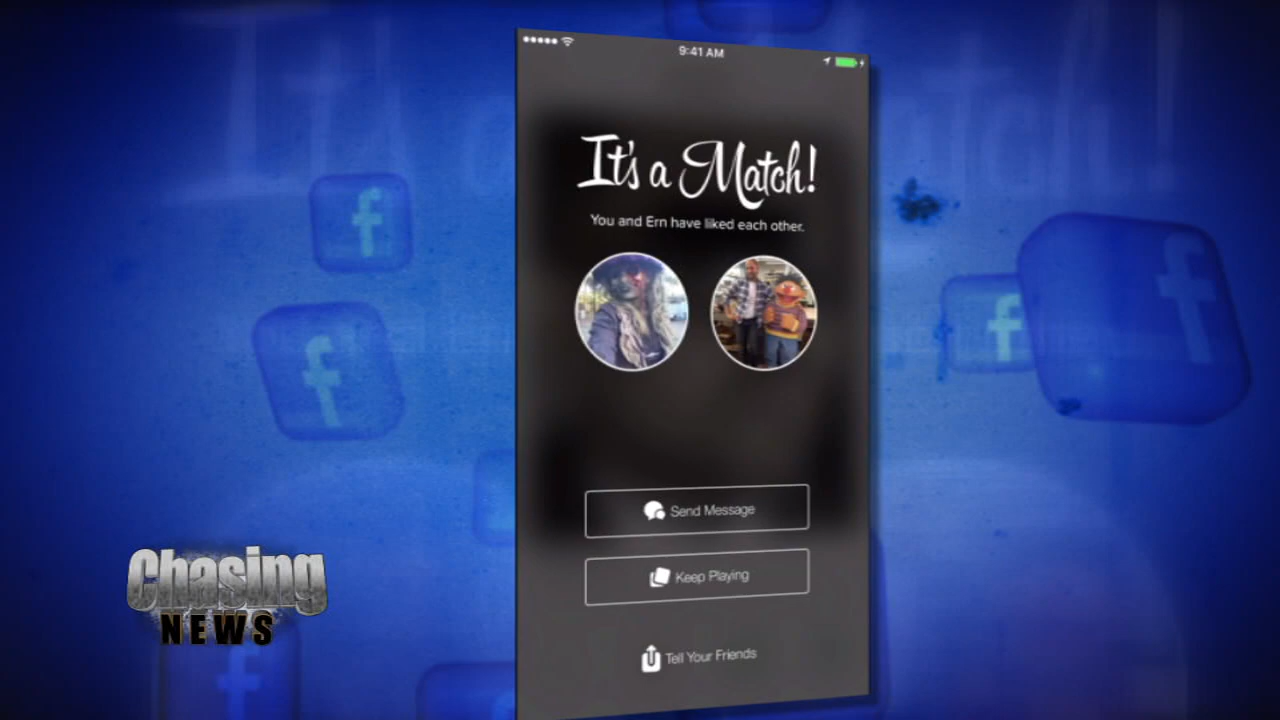 9:41 AM
It's a Match!
You and Ern have liked each other.
Send Message
Keep Playing
Tell Your Friends
Chasing
NEWS
f
f
f
f
f